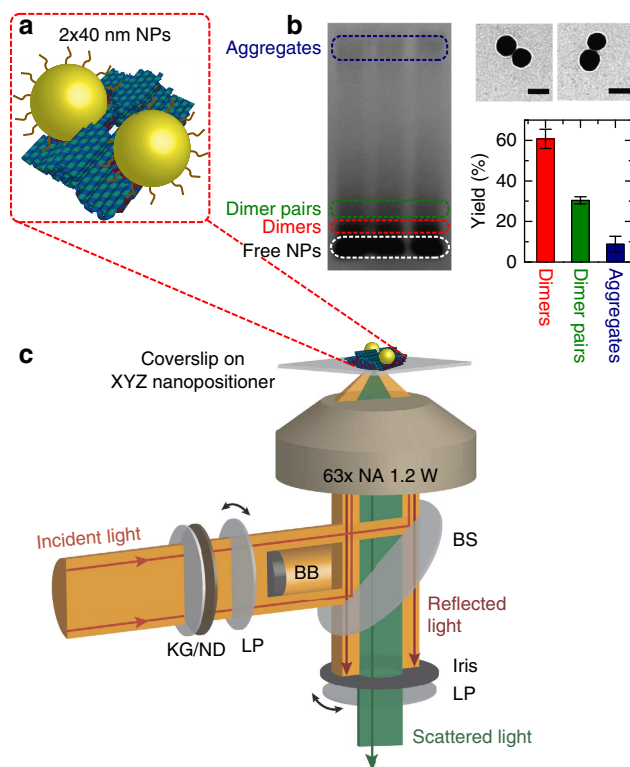 a
2x40 nm NPs
b
Aggregates
Dimer pairs
Dimers
Free NPs
Yield (%)
60
40
20
0
Dimers
Dimer pairs
Aggregates
c
Coverslip on
XYZ nanopositioner
63x NA 1.2 W
Incident light
BB
BS
KG/ND
LP
Reflected
light
Iris
LP
Scattered light